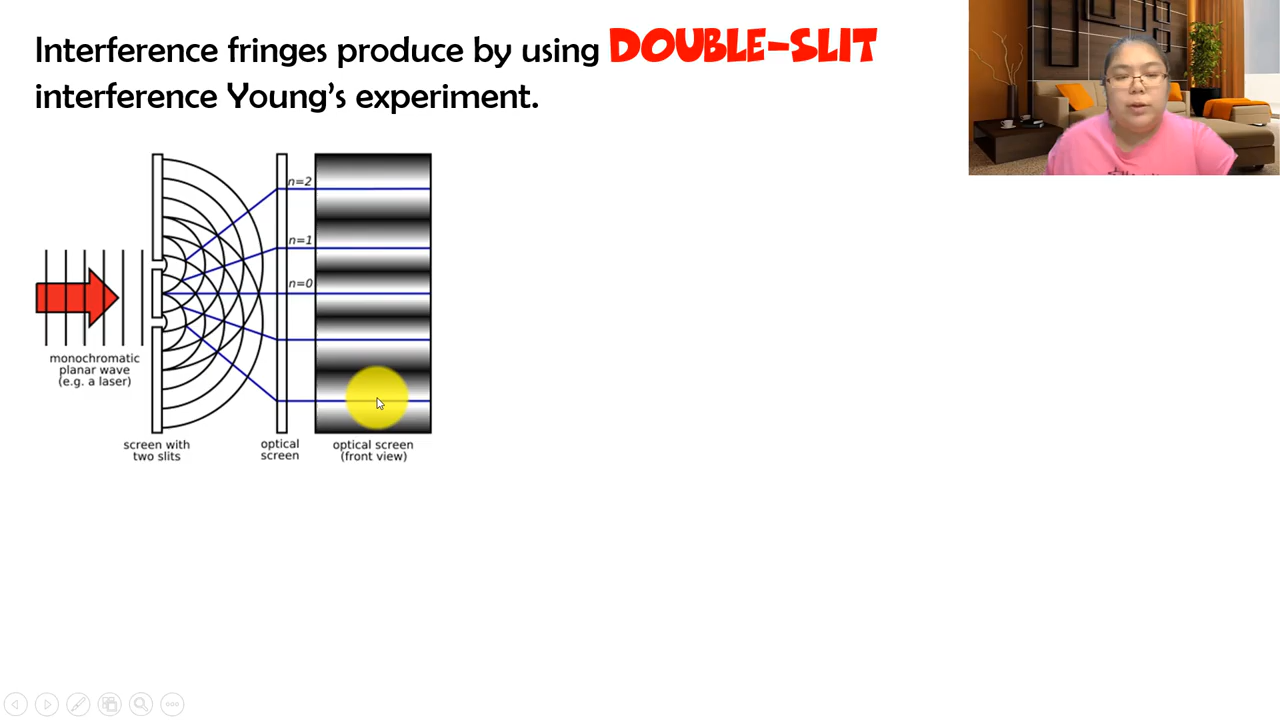 Interference fringes produce by using DOUBLE-SLIT
interference Young's experiment.
n=2
n=1
n=0
monochromatic
planar wave
(e.g. a laser)
screen with
two slits
optical
screen
optical screen
(front view)